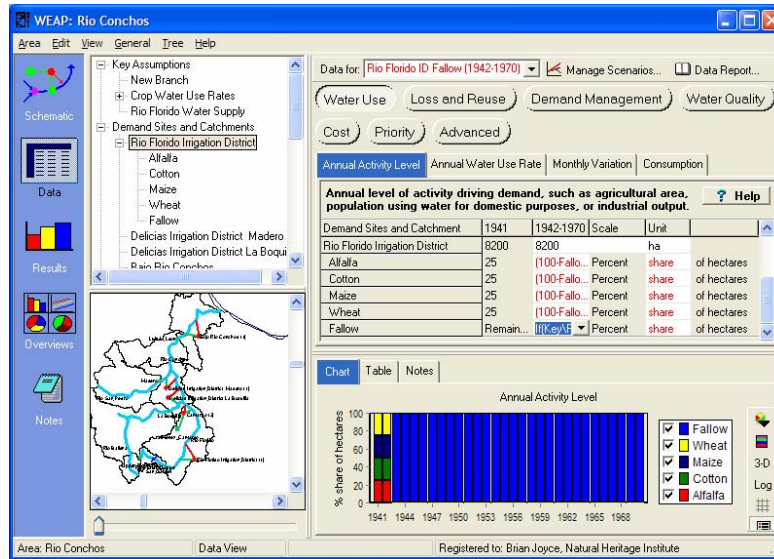 WEAP: Rio Conchos
Area Edit View General Tree Help
Schematic
Data
Results
Overviews
Notes
Key Assumptions
New Branch
Crop Water Use Rates
Rio Florido Water Supply
Demand Sites and Catchments
Rio Florido Irrigation District
Alfalfa
Cotton
Maize
Wheat
Fallow
Delicias Irrigation District Madero
Delicias Irrigation District La Boqui
Bajo Rio Conchos
Data for: Rio Florido ID Fallow (1942-1970) Manage Scenarios... Data Report...
Water Use Loss and Reuse Demand Management Water Quality
Cost Priority Advanced
Annual Activity Level Annual Water Use Rate Monthly Variation Consumption
Annual level of activity driving demand, such as agricultural area,
population using water for domestic purposes, or industrial output.
? Help
Demand Sites and Catchment 1941 1942-1970 Scale Unit
Rio Florido Irrigation District 8200 8200 ha
Alfalfa 25 (100-Fallo... Percent share of hectares
Cotton 25 (100-Fallo... Percent share of hectares
Maize 25 (100-Fallo... Percent share of hectares
Wheat 25 (100-Fallo... Percent share of hectares
Fallow Remain... If(Key\F Percent share of hectares
Chart Table Notes
Annual Activity Level
% share of hectares
100
80
60
40
20
0
1941 1944 1947 1950 1953 1956 1959 1962 1965 1968
Fallow
Wheat
Maize
Cotton
Alfalfa
3-D
Log
Area: Rio Conchos Data View Registered to: Brian Joyce, Natural Heritage Institute